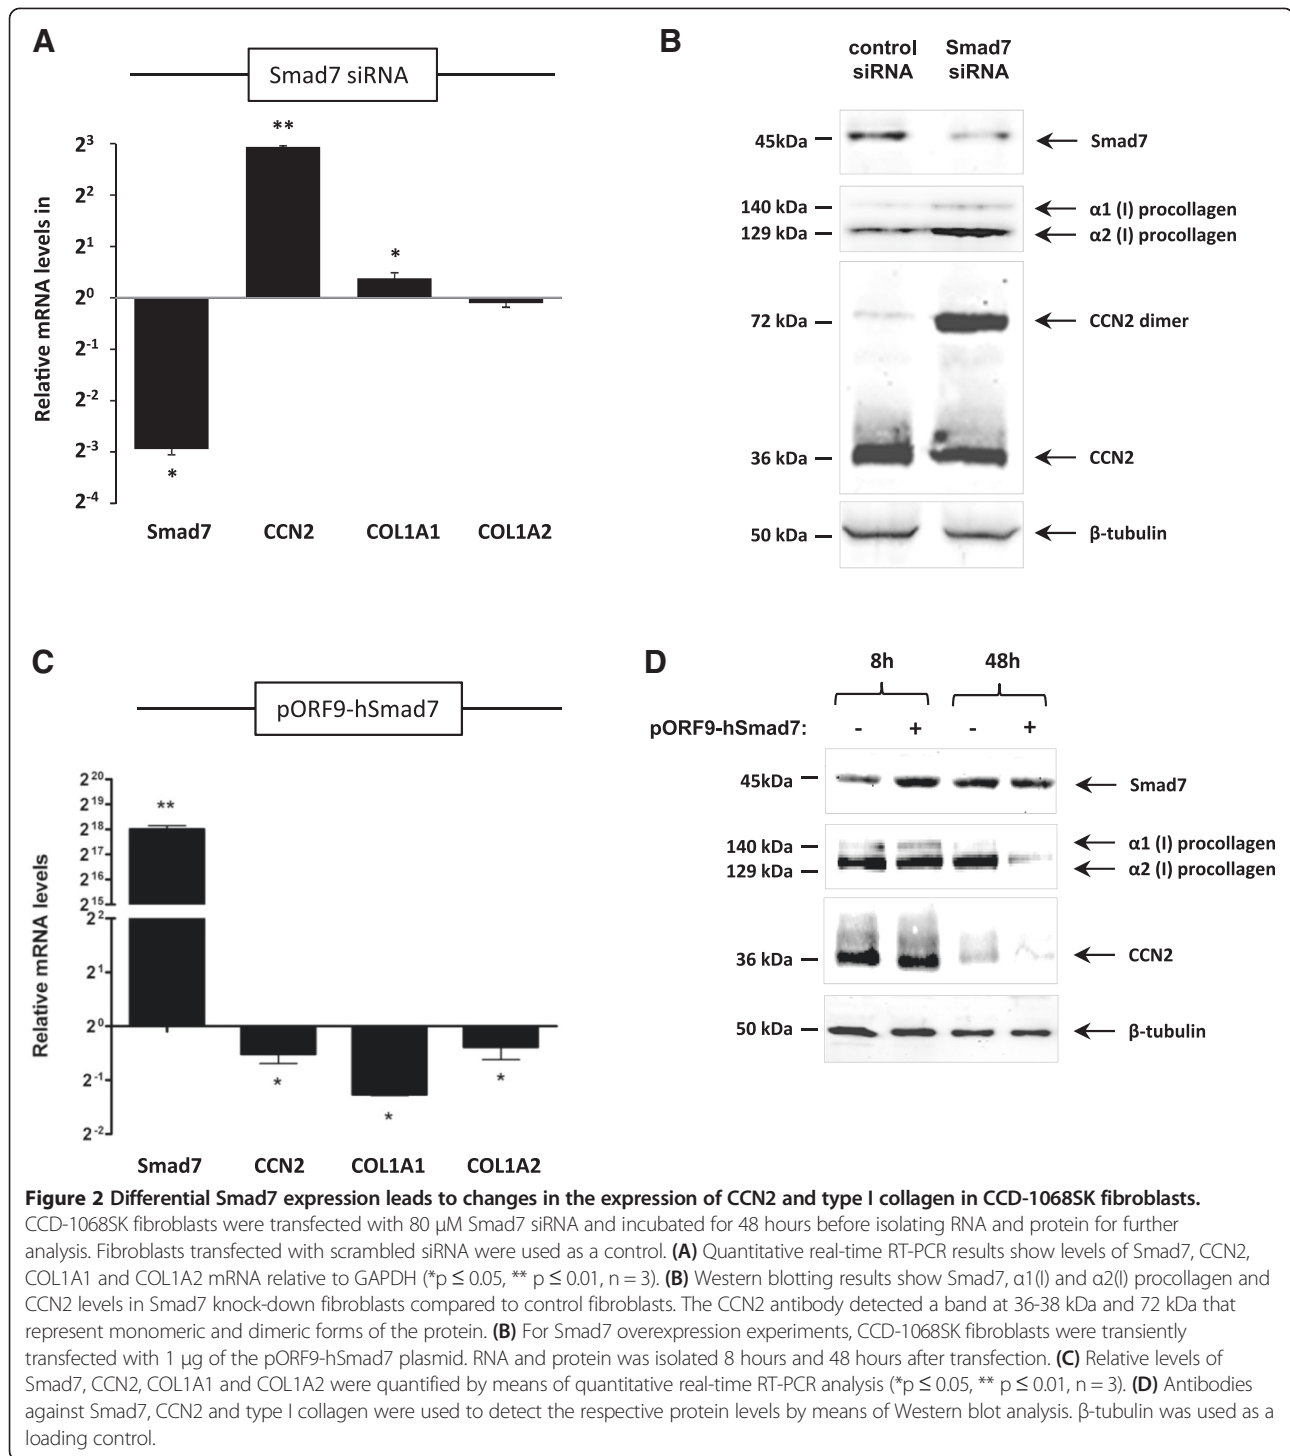 A
Smad7 siRNA
Relative mRNA levels in
2³
2²
2¹
2⁰
2⁻¹
2⁻²
2⁻³
2⁻⁴
**
*
*
Smad7 CCN2 COL1A1 COL1A2
B
control siRNA
Smad7 siRNA
45kDa Smad7
140 kDa α1 (I) procollagen
129 kDa α2 (I) procollagen
72 kDa CCN2 dimer
36 kDa CCN2
50 kDa β-tubulin
C
pORF9-hSmad7
Relative mRNA levels
2²⁰
2¹⁹
2¹⁸
2¹⁷
2¹⁶
2¹⁵
2²
2¹
2⁰
2⁻¹
2⁻²
**
*
*
*
Smad7 CCN2 COL1A1 COL1A2
D
8h 48h
pORF9-hSmad7: - + - +
45kDa Smad7
140 kDa α1 (I) procollagen
129 kDa α2 (I) procollagen
36 kDa CCN2
50 kDa β-tubulin
Figure 2 Differential Smad7 expression leads to changes in the expression of CCN2 and type I collagen in CCD-1068SK fibroblasts.
CCD-1068SK fibroblasts were transfected with 80 μM Smad7 siRNA and incubated for 48 hours before isolating RNA and protein for further
analysis. Fibroblasts transfected with scrambled siRNA were used as a control. (A) Quantitative real-time RT-PCR results show levels of Smad7, CCN2,
COL1A1 and COL1A2 mRNA relative to GAPDH (*p ≤ 0.05, ** p ≤ 0.01, n = 3). (B) Western blotting results show Smad7, α1(I) and α2(I) procollagen and
CCN2 levels in Smad7 knock-down fibroblasts compared to control fibroblasts. The CCN2 antibody detected a band at 36-38 kDa and 72 kDa that
represent monomeric and dimeric forms of the protein. (B) For Smad7 overexpression experiments, CCD-1068SK fibroblasts were transiently
transfected with 1 μg of the pORF9-hSmad7 plasmid. RNA and protein was isolated 8 hours and 48 hours after transfection. (C) Relative levels of
Smad7, CCN2, COL1A1 and COL1A2 were quantified by means of quantitative real-time RT-PCR analysis (*p ≤ 0.05, ** p ≤ 0.01, n = 3). (D) Antibodies
against Smad7, CCN2 and type I collagen were used to detect the respective protein levels by means of Western blot analysis. β-tubulin was used as a
loading control.